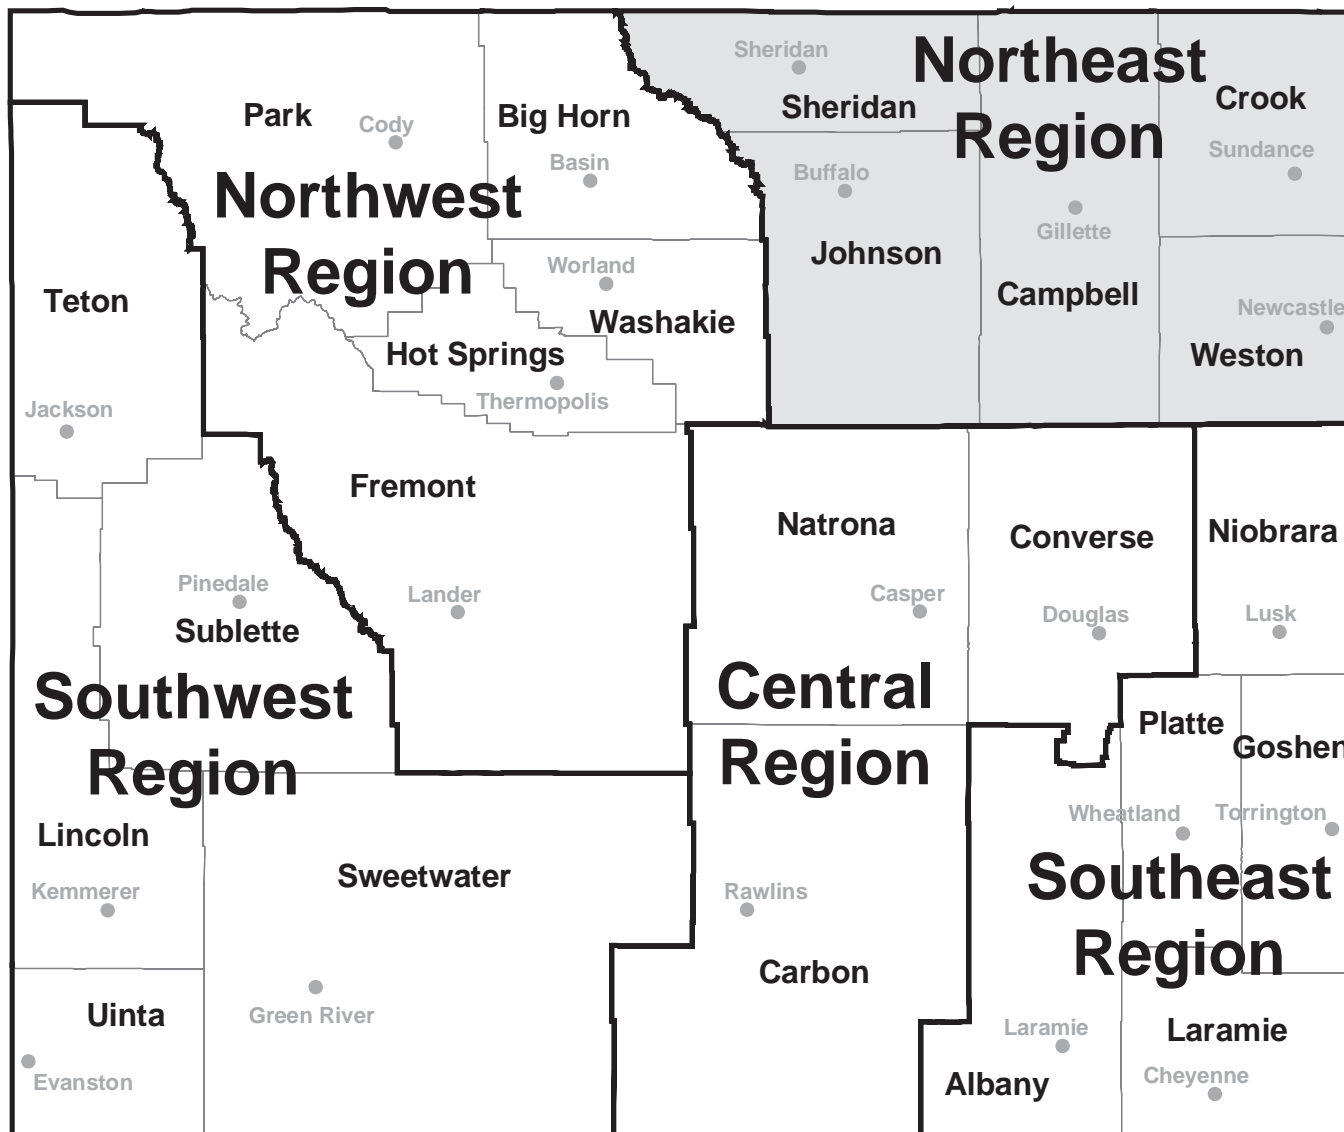 Sheridan
Northeast
Region
Sheridan
Crook
Park
Cody
Big Horn
Basin
Sundance
Buffalo
Northwest
Region
Gillette
Johnson
Worland
Campbell
Teton
Newcastle
Washakie
Hot Springs
Weston
Thermopolis
Jackson
Fremont
Natrona
Converse
Niobrara
Pinedale
Lander
Casper
Douglas
Lusk
Sublette
Southwest
Region
Central
Region
Platte
Goshen
Wheatland
Torrington
Lincoln
Sweetwater
Southeast
Region
Kemmerer
Rawlins
Carbon
Uinta
Green River
Laramie
Laramie
Evanston
Albany
Cheyenne